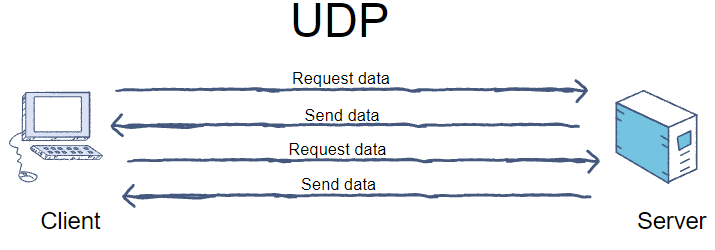 UDP
Request data
Send data
Request data
Send data
Client
Server